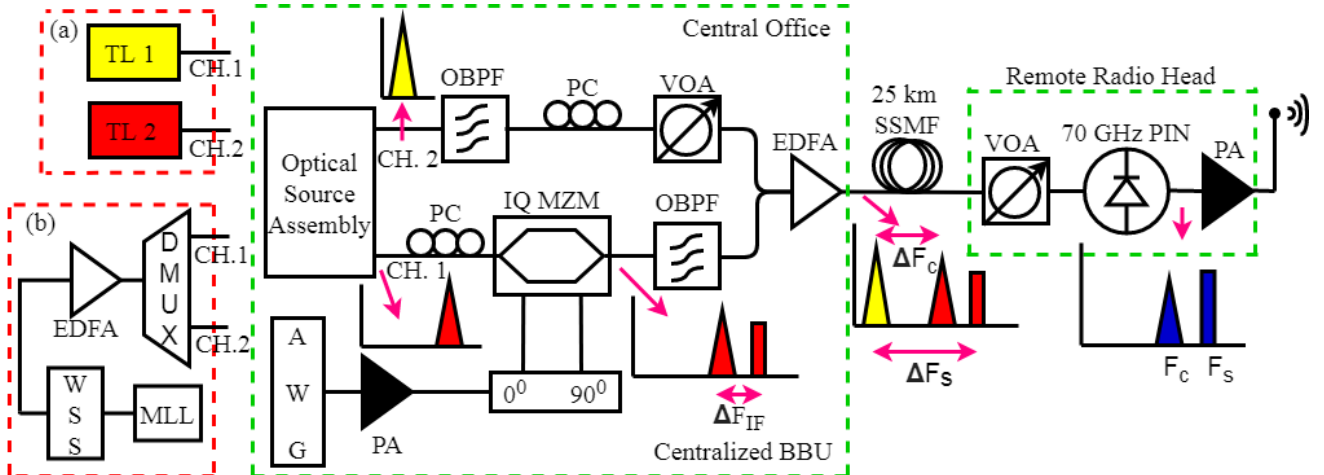 (a)
TL 1
CH.1
TL 2
CH.2
(b)
D
M
U
X
CH.1
CH.2
EDFA
W
S
S
MLL
Central Office
OBPF
PC
VOA
CH. 2
Optical
Source
Assembly
EDFA
PC
IQ MZM
OBPF
CH. 1
A
W
G
PA
0⁰ 90⁰
ΔF_IF
Centralized BBU
25 km
SSMF
ΔF_C
ΔF_S
Remote Radio Head
VOA
70 GHz PIN
PA
F_C F_S